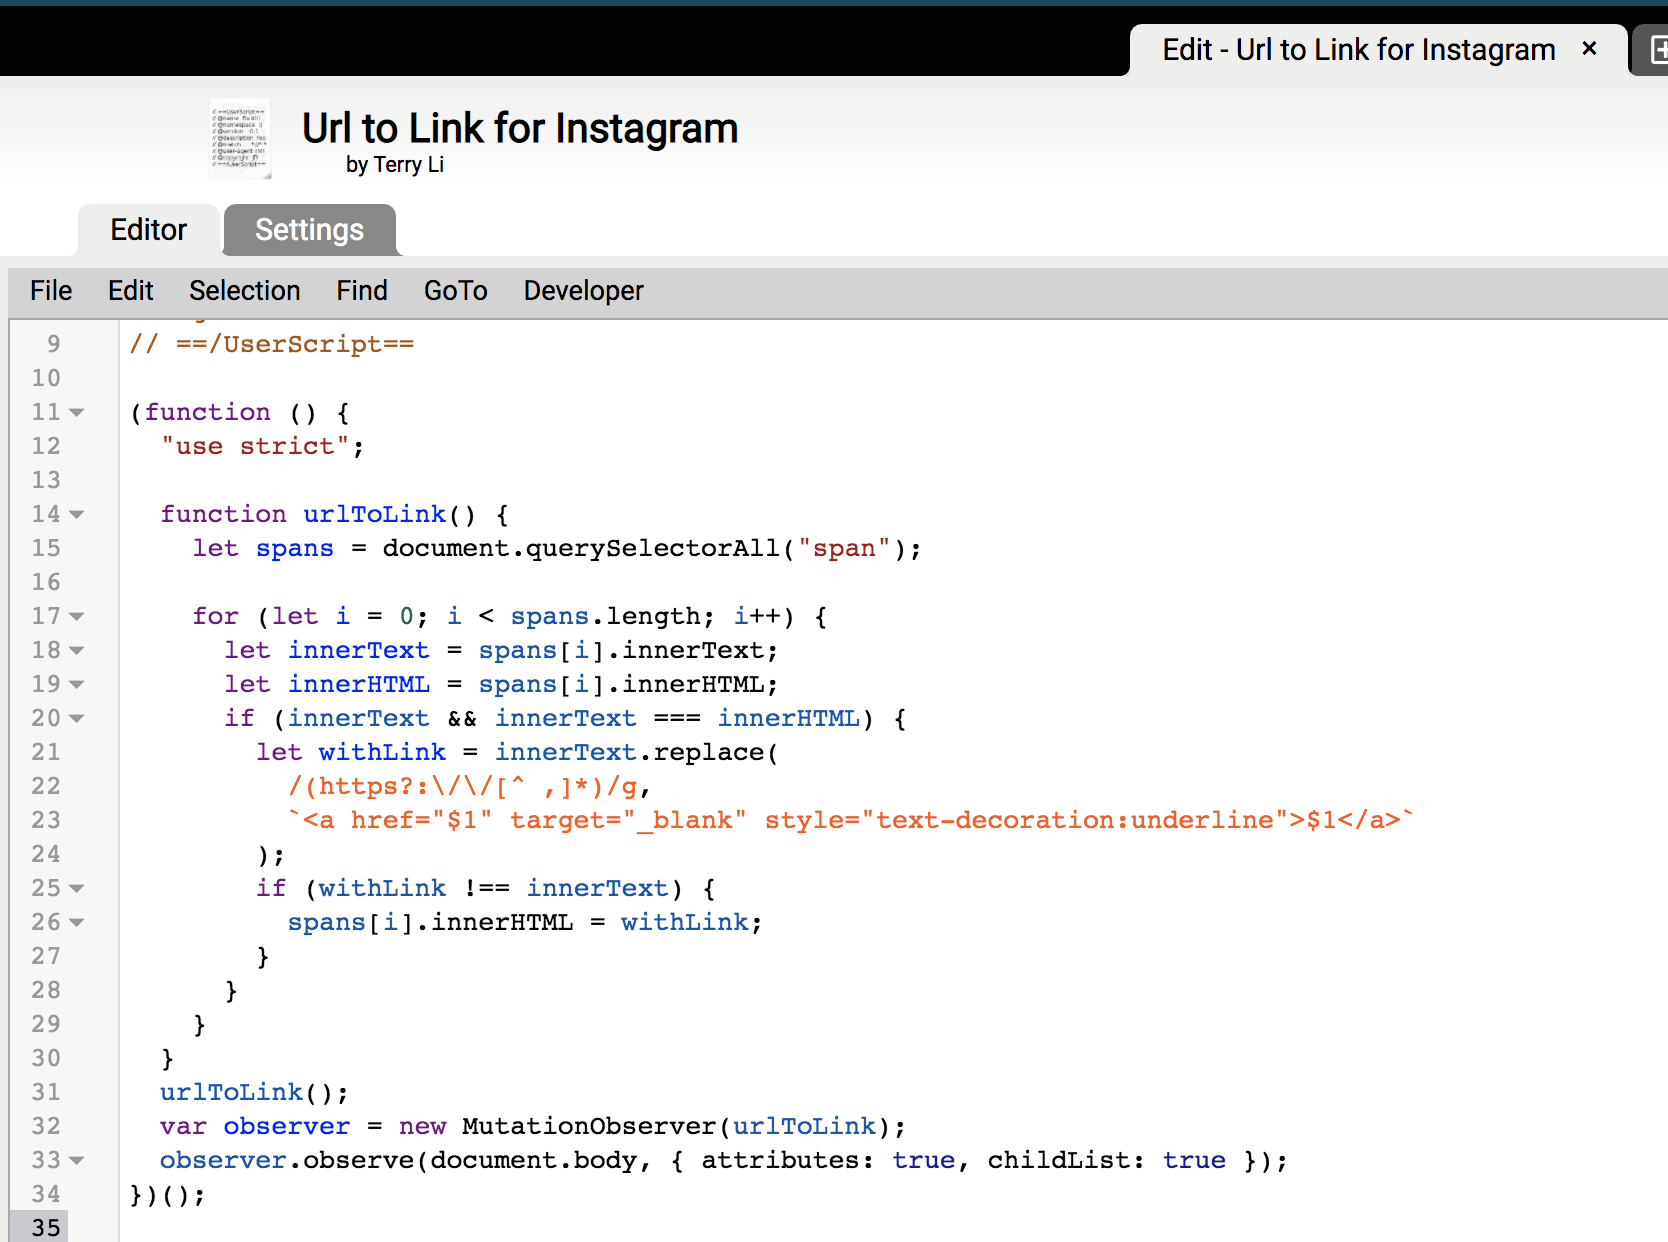 Edit - Url to Link for Instagram ×
// ==UserScript==
Url to Link for Instagram
by Terry Li
Editor Settings
File Edit Selection Find GoTo Developer
9 // ==/UserScript==
10
11 (function () {
12 "use strict";
13
14 function urlToLink() {
15 let spans = document.querySelectorAll("span");
16
17 for (let i = 0; i < spans.length; i++) {
18 let innerText = spans[i].innerText;
19 let innerHTML = spans[i].innerHTML;
20 if (innerText && innerText === innerHTML) {
21 let withLink = innerText.replace(
22 /(https?:\/\/[^ ,]*)/g,
23 `<a href="$1" target="_blank" style="text-decoration:underline">$1</a>`
24 );
25 if (withLink !== innerText) {
26 spans[i].innerHTML = withLink;
27 }
28 }
29 }
30 }
31 urlToLink();
32 var observer = new MutationObserver(urlToLink);
33 observer.observe(document.body, { attributes: true, childList: true });
34 })();
35